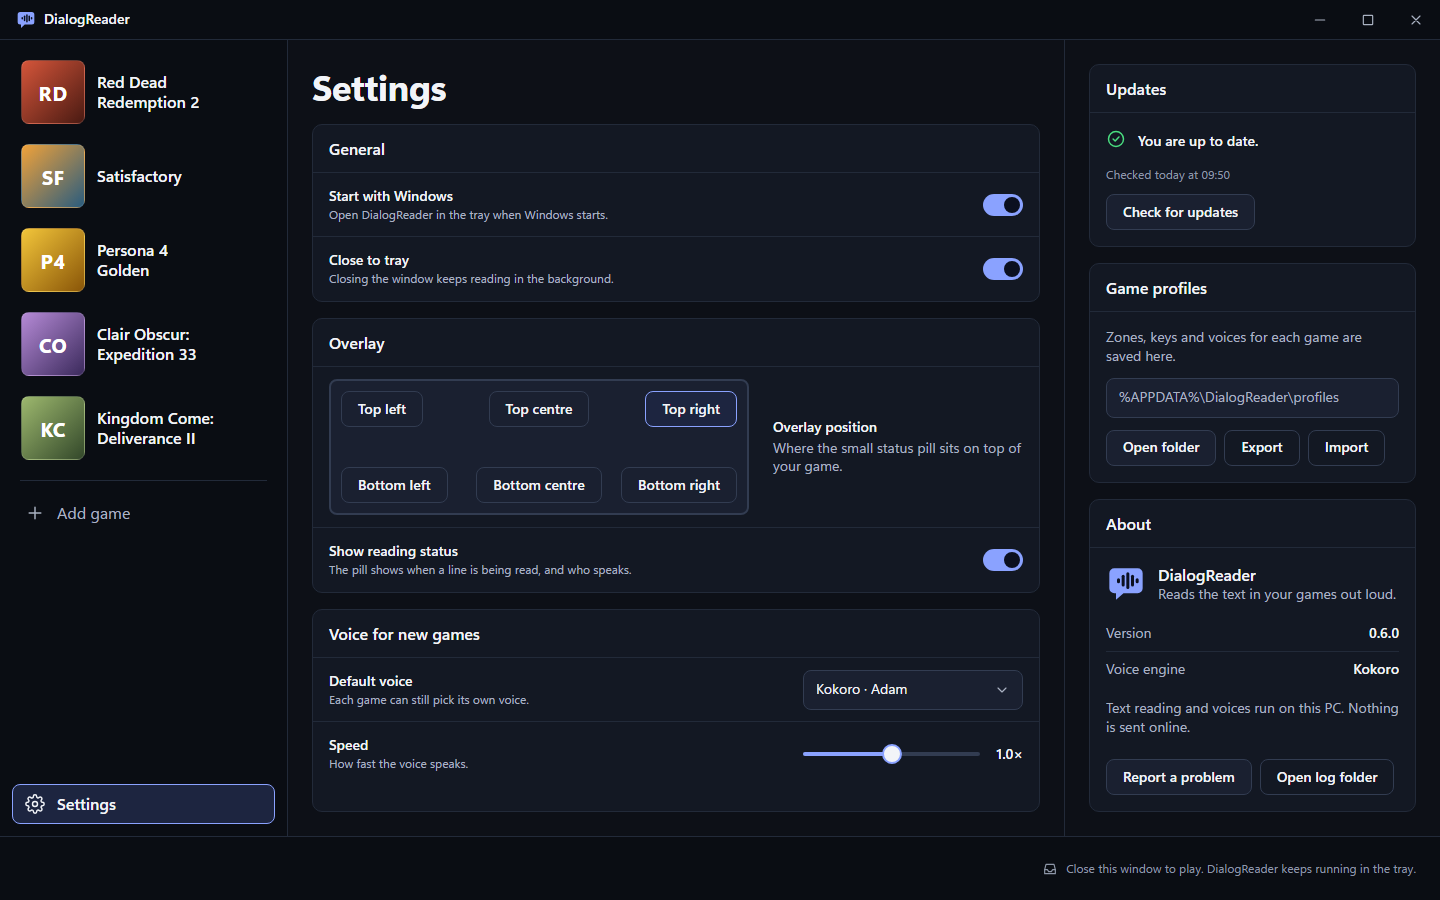 DialogReader
RD
Red Dead
Redemption 2
SF
Satisfactory
P4
Persona 4
Golden
CO
Clair Obscur:
Expedition 33
KC
Kingdom Come:
Deliverance II
Add game
Settings
Settings
General
Start with Windows
Open DialogReader in the tray when Windows starts.
Close to tray
Closing the window keeps reading in the background.
Overlay
Top left
Top centre
Top right
Bottom left
Bottom centre
Bottom right
Overlay position
Where the small status pill sits on top of
your game.
Show reading status
The pill shows when a line is being read, and who speaks.
Voice for new games
Default voice
Each game can still pick its own voice.
Kokoro · Adam
Speed
How fast the voice speaks.
1.0×
Updates
You are up to date.
Checked today at 09:50
Check for updates
Game profiles
Zones, keys and voices for each game are
saved here.
%APPDATA%\DialogReader\profiles
Open folder
Export
Import
About
DialogReader
Reads the text in your games out loud.
Version
0.6.0
Voice engine
Kokoro
Text reading and voices run on this PC. Nothing
is sent online.
Report a problem
Open log folder
Close this window to play. DialogReader keeps running in the tray.